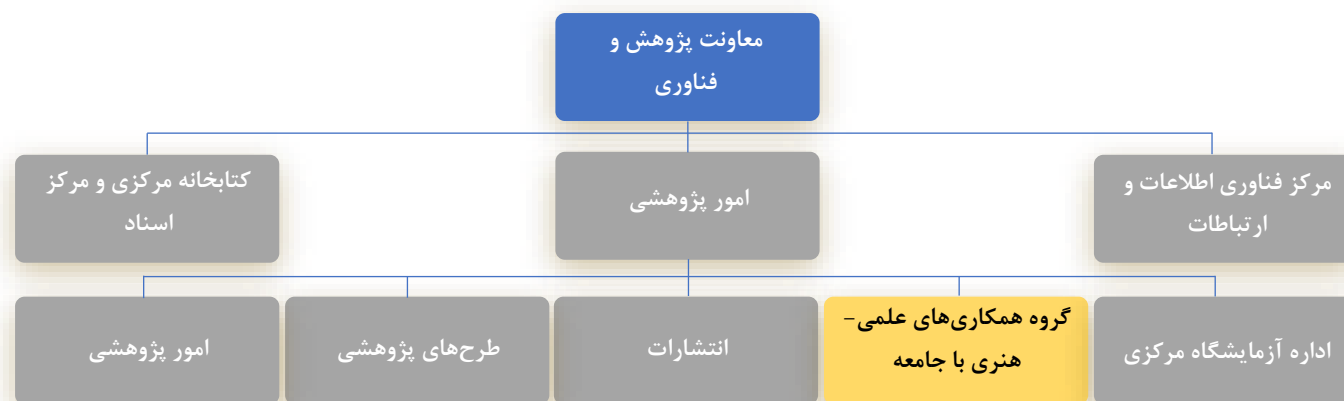 معاونت پژوهش و
فناوری
مرکز فناوری اطلاعات و
ارتباطات
امور پژوهشی
کتابخانه مرکزی و مرکز
اسناد
اداره آزمایشگاه مرکزی
گروه همکاری‌های علمی-
هنری با جامعه
انتشارات
طرح‌های پژوهشی
امور پژوهشی